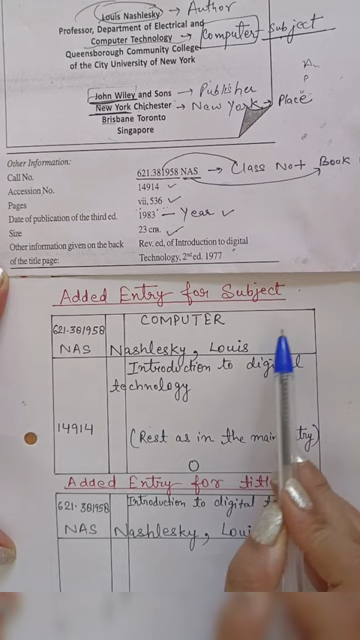 Louis Nashlesky → Author
Professor, Department of Electrical and
Computer Technology → Computer → subject
Queensborough Community College
of the City University of New York
John Wiley and Sons → Publisher
New York Chichester → New York → Place
Brisbane Toronto
Singapore
Other Information:
Call No. 621.381958 NAS → Class No + Book
Accession No. 14914
Pages vii, 536
Date of publication of the third ed. 1983 — Year
Size 23 cm.
Other information given on the back Rev. ed, of Introduction to digital
of the title page: Technology, 2nd ed. 1977
Added Entry for Subject
621.381958 COMPUTER
NAS Nashlesky, Louis
Introduction to digital
technology
14914 (Rest as in the main
Added Entry for title
621.381958 Introduction to digital
NAS Nashlesky, Louis